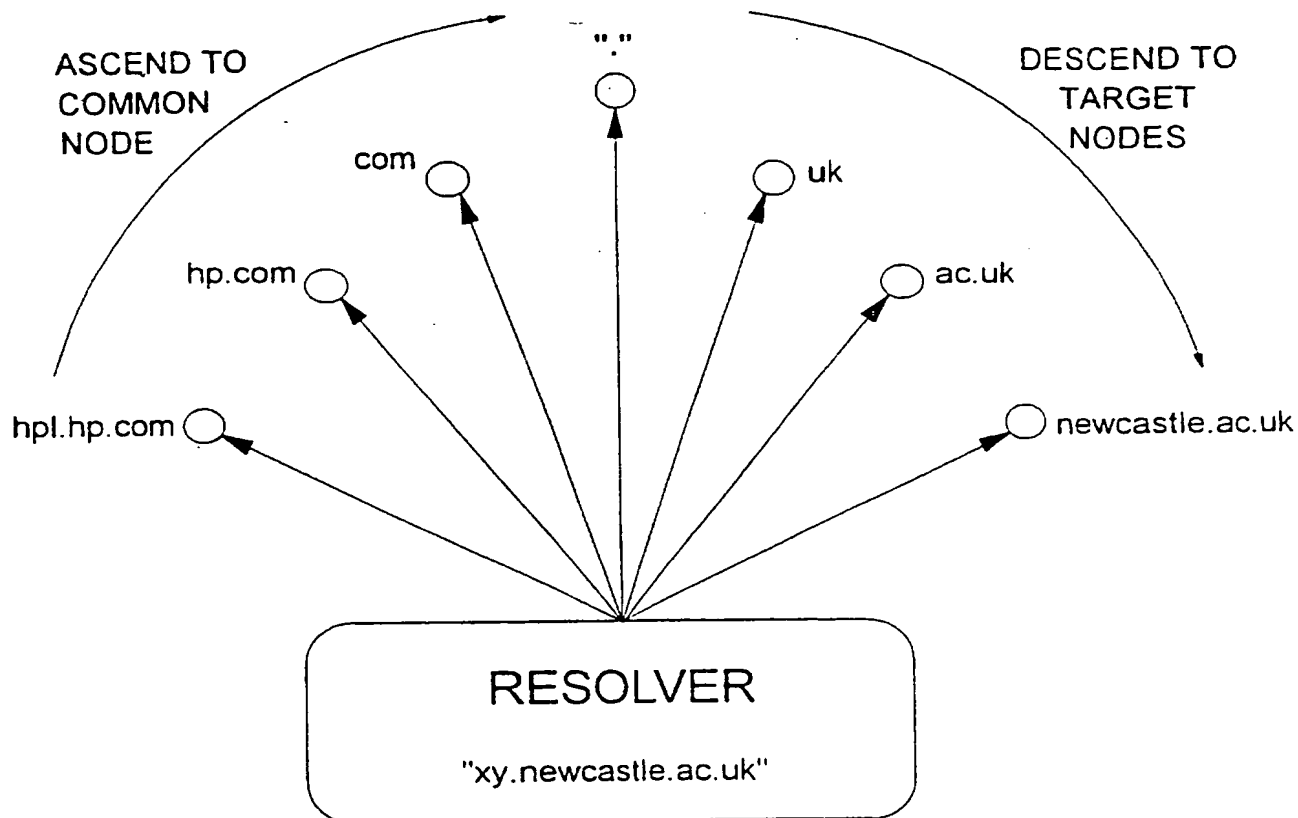 "."
ASCEND TO
COMMON
NODE
DESCEND TO
TARGET
NODES
com
uk
hp.com
ac.uk
hpl.hp.com
newcastle.ac.uk
RESOLVER
"xy.newcastle.ac.uk"